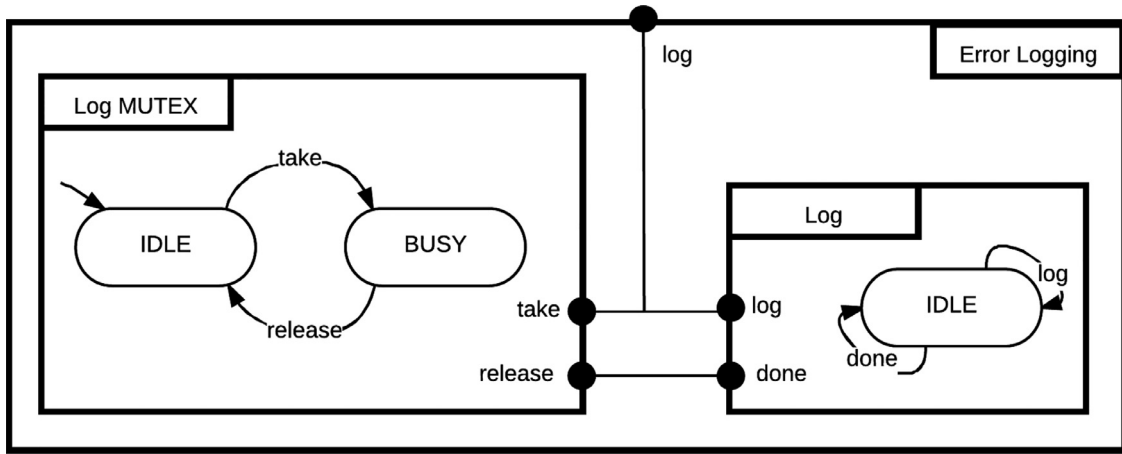 log
Error Logging
Log MUTEX
take
IDLE
BUSY
release
take
release
Log
log
done
IDLE
log
done